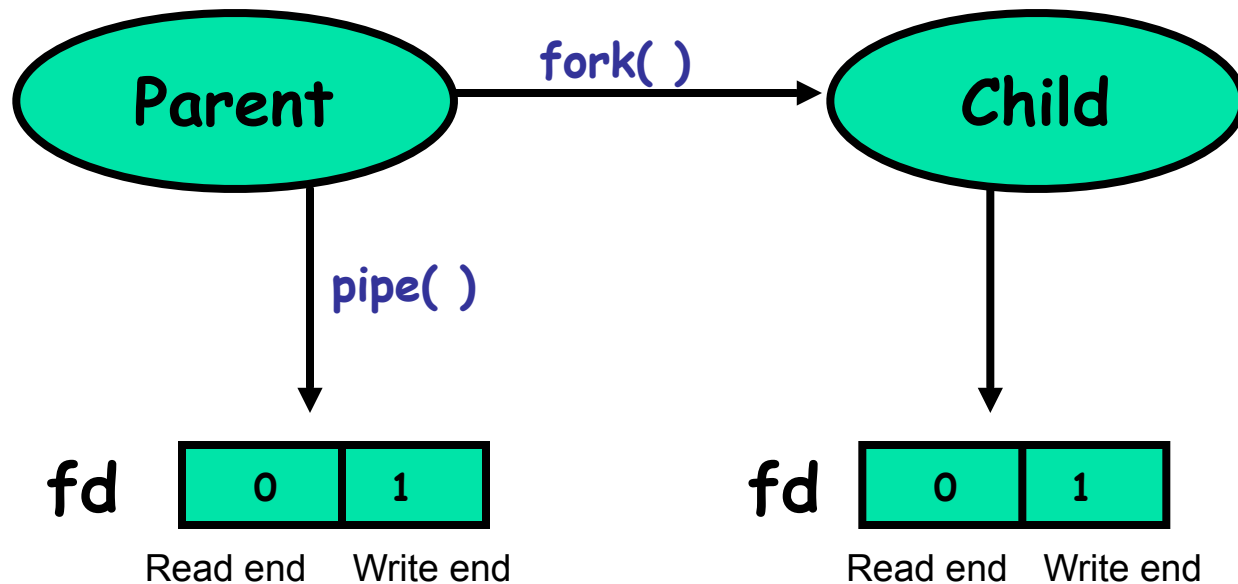 fork( )
Parent
Child
pipe( )
fd 0 1 fd 0 1
Read end Write end Read end Write end